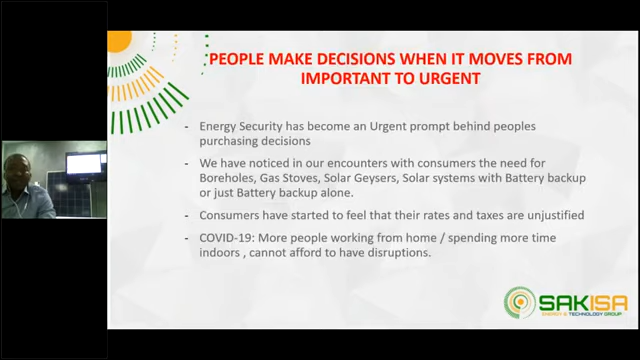 PEOPLE MAKE DECISIONS WHEN IT MOVES FROM
IMPORTANT TO URGENT
- Energy Security has become an Urgent prompt behind peoples
purchasing decisions
- We have noticed in our encounters with consumers the need for
Boreholes, Gas Stoves, Solar Geysers, Solar systems with Battery backup
or just Battery backup alone.
- Consumers have started to feel that their rates and taxes are unjustified
- COVID-19: More people working from home / spending more time
indoors , cannot afford to have disruptions.
SAKISA
ENERGY & TECHNOLOGY GROUP